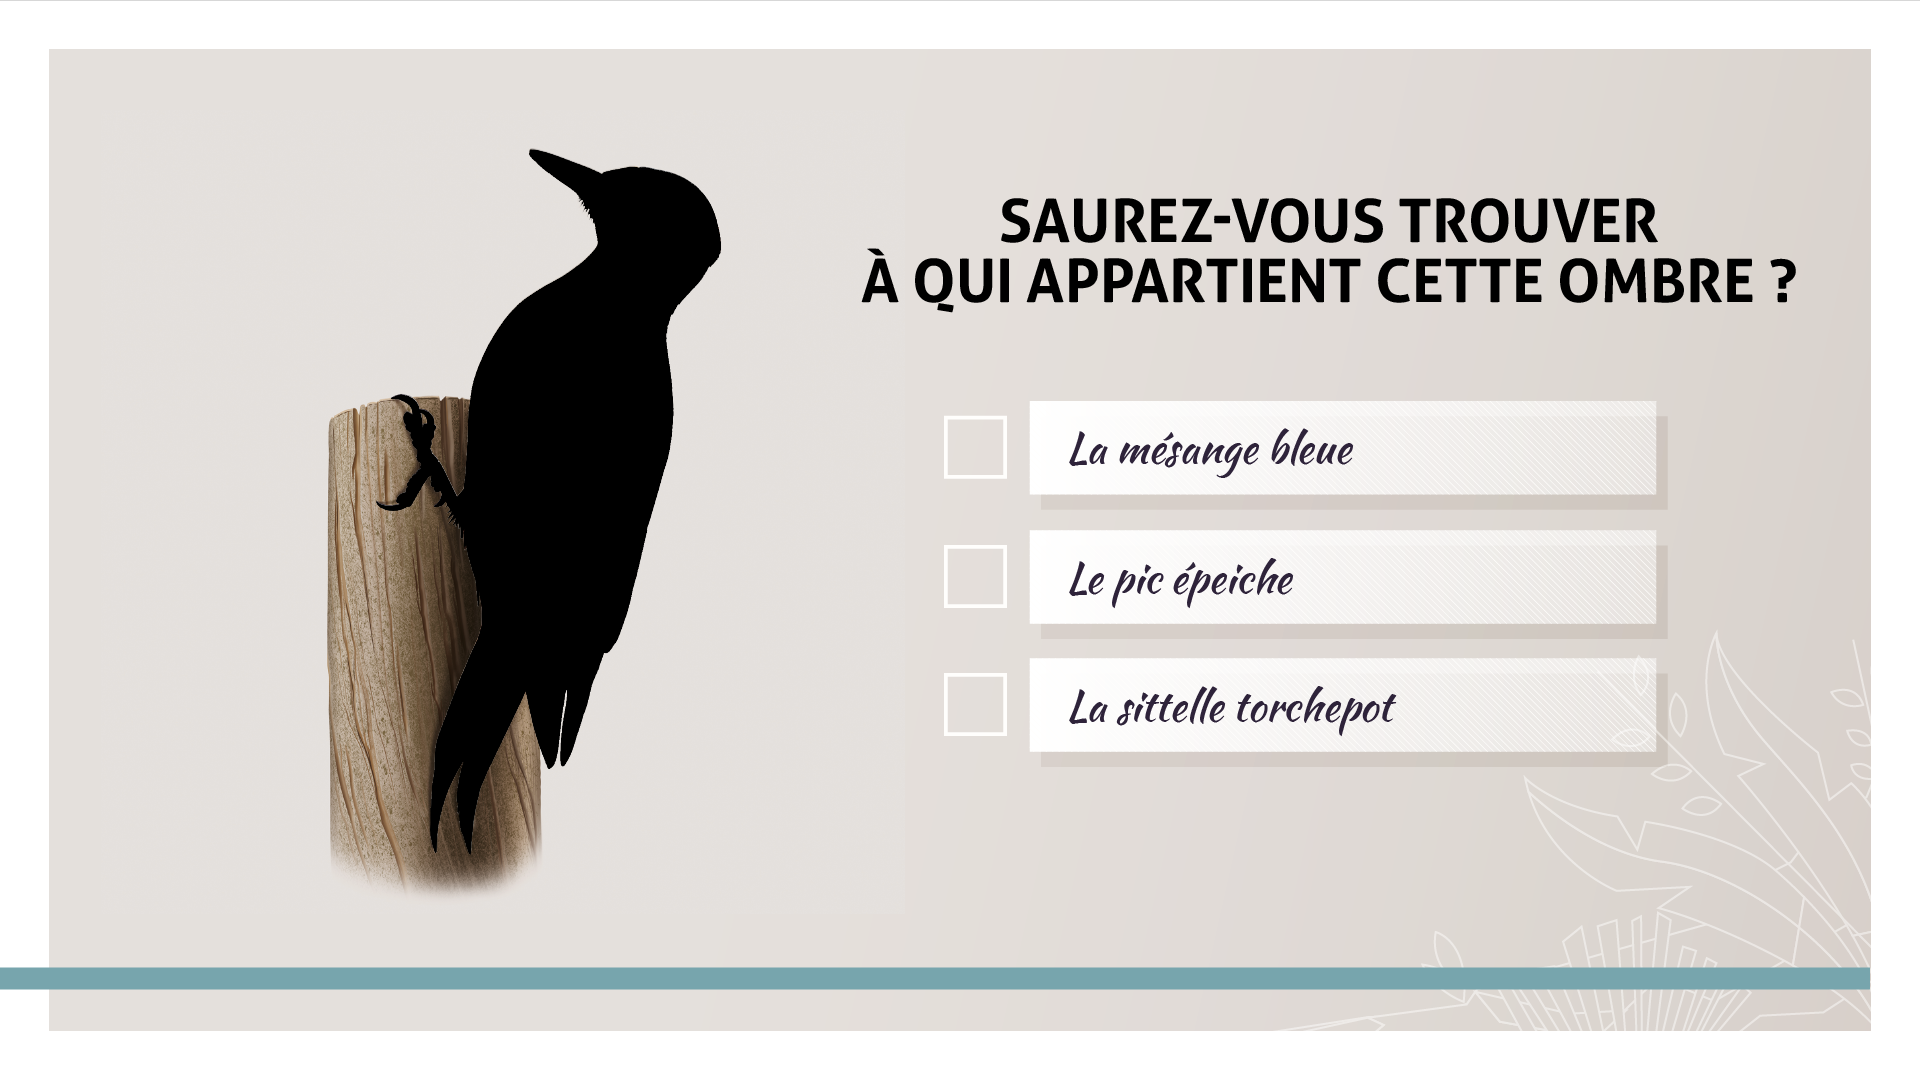 SAUREZ-VOUS TROUVER
À QUI APPARTIENT CETTE OMBRE ?
La mésange bleue
Le pic épeiche
La sittelle torchepot